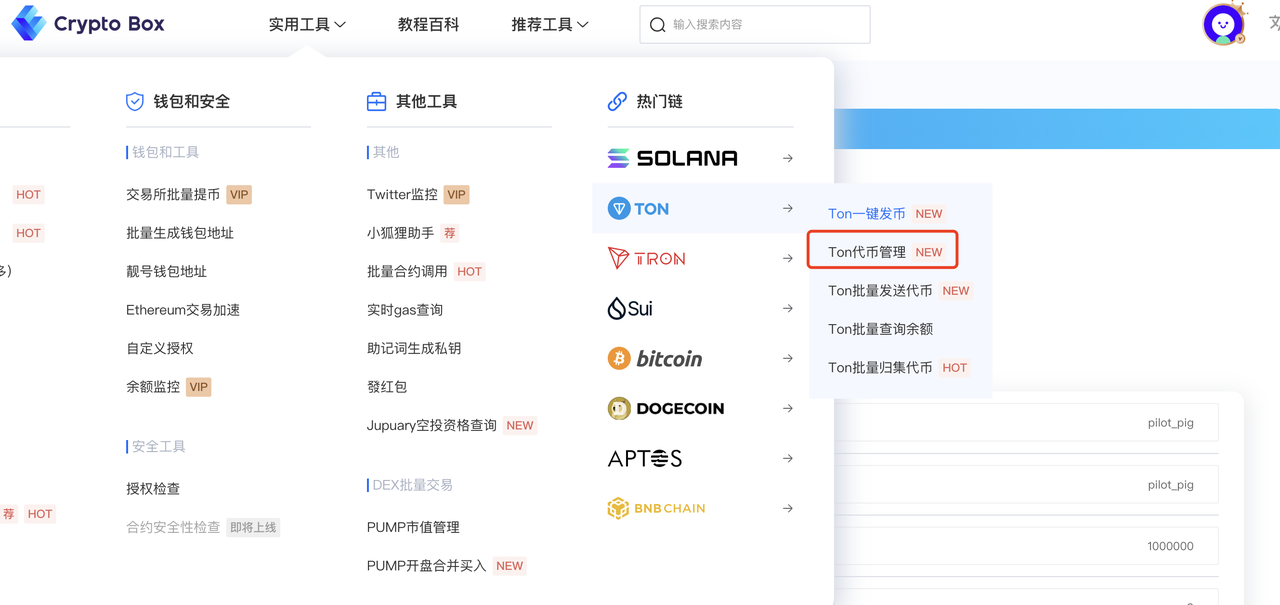 Crypto Box
实用工具
教程百科
推荐工具
输入搜索内容
HOT
HOT
多）
荐 HOT
钱包和安全
钱包和工具
交易所批量提币 VIP
批量生成钱包地址
靓号钱包地址
Ethereum交易加速
自定义授权
余额监控 VIP
安全工具
授权检查
合约安全性检查 即将上线
其他工具
其他
Twitter监控 VIP
小狐狸助手 荐
批量合约调用 HOT
实时gas查询
助记词生成私钥
發红包
Jupuary空投资格查询 NEW
DEX批量交易
PUMP市值管理
PUMP开盘合并买入 NEW
热门链
SOLANA
TON
TRON
Sui
bitcoin
DOGECOIN
APTOS
BNB CHAIN
Ton一键发币 NEW
Ton代币管理 NEW
Ton批量发送代币 NEW
Ton批量查询余额
Ton批量归集代币 HOT
pilot_pig
pilot_pig
1000000